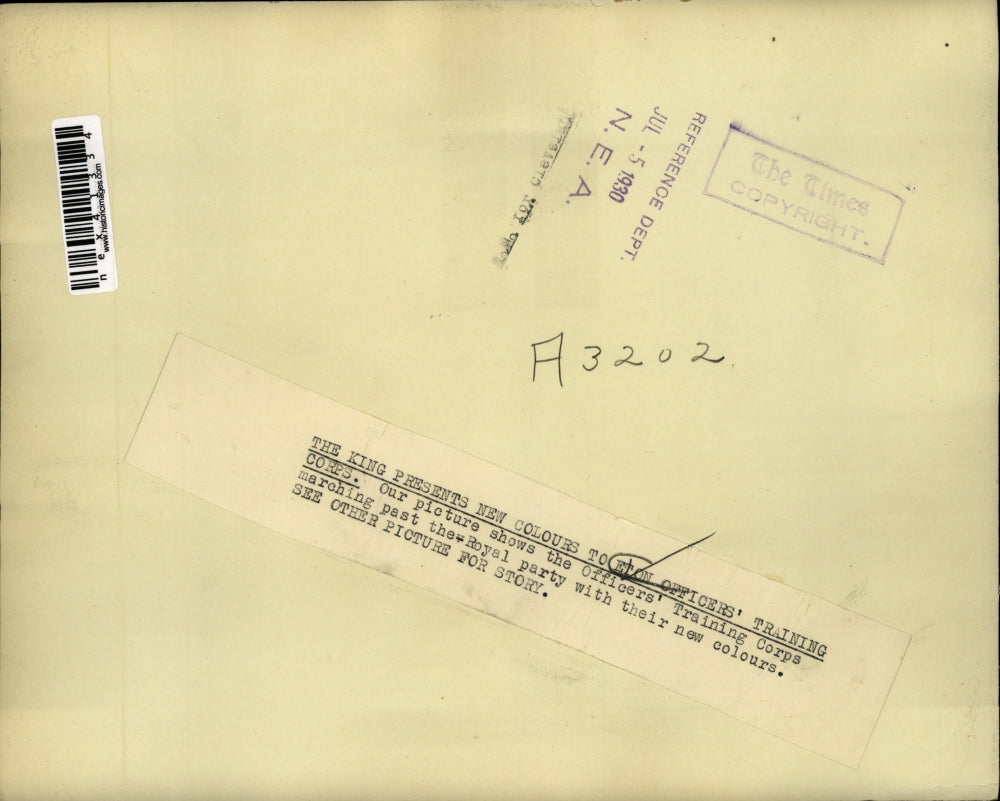 The Times
COPYRIGHT.
REFERENCE DEPT.
JUL - 5 1930
N. E. A.
for
nex41334
www.historicimages.com
A3202.
THE KING PRESENTS NEW COLOURS TO ETON OFFICERS' TRAINING
CORPS. Our picture shows the Officers' Training Corps
marching past the Royal party with their new colours.
SEE OTHER PICTURE FOR STORY.